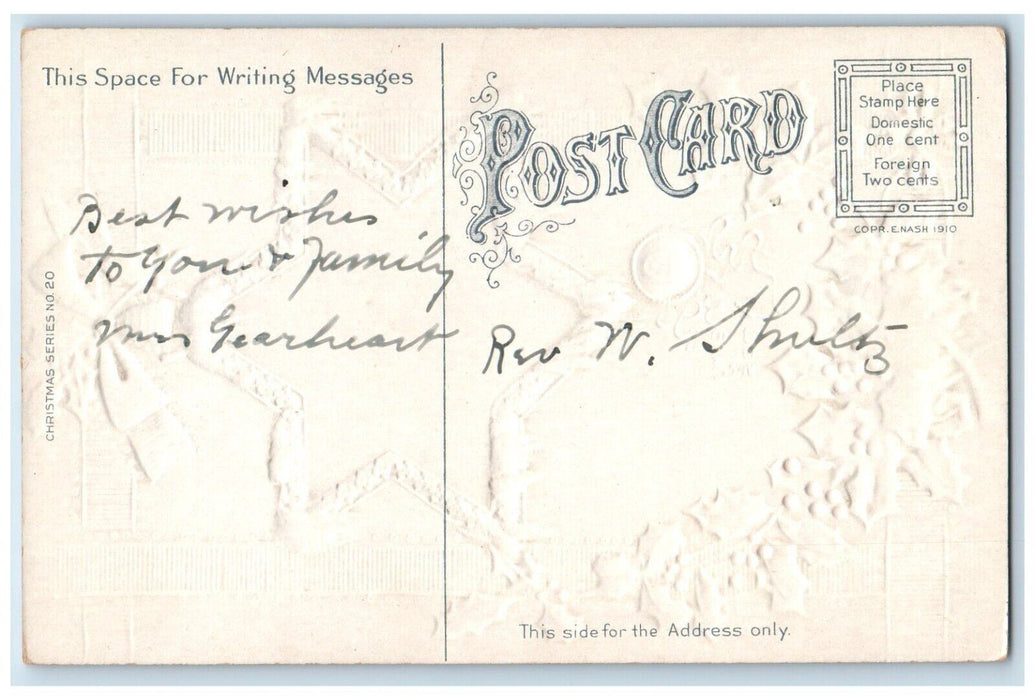 This Space For Writing Messages
POST CARD
Place
Stamp Here
Domestic
One cent
Foreign
Two cents
COPR. E. NASH 1910
Best wishes
to You & Family
Mrs Gearheart
Rev W. Shultz
CHRISTMAS SERIES NO. 20
This side for the Address only.